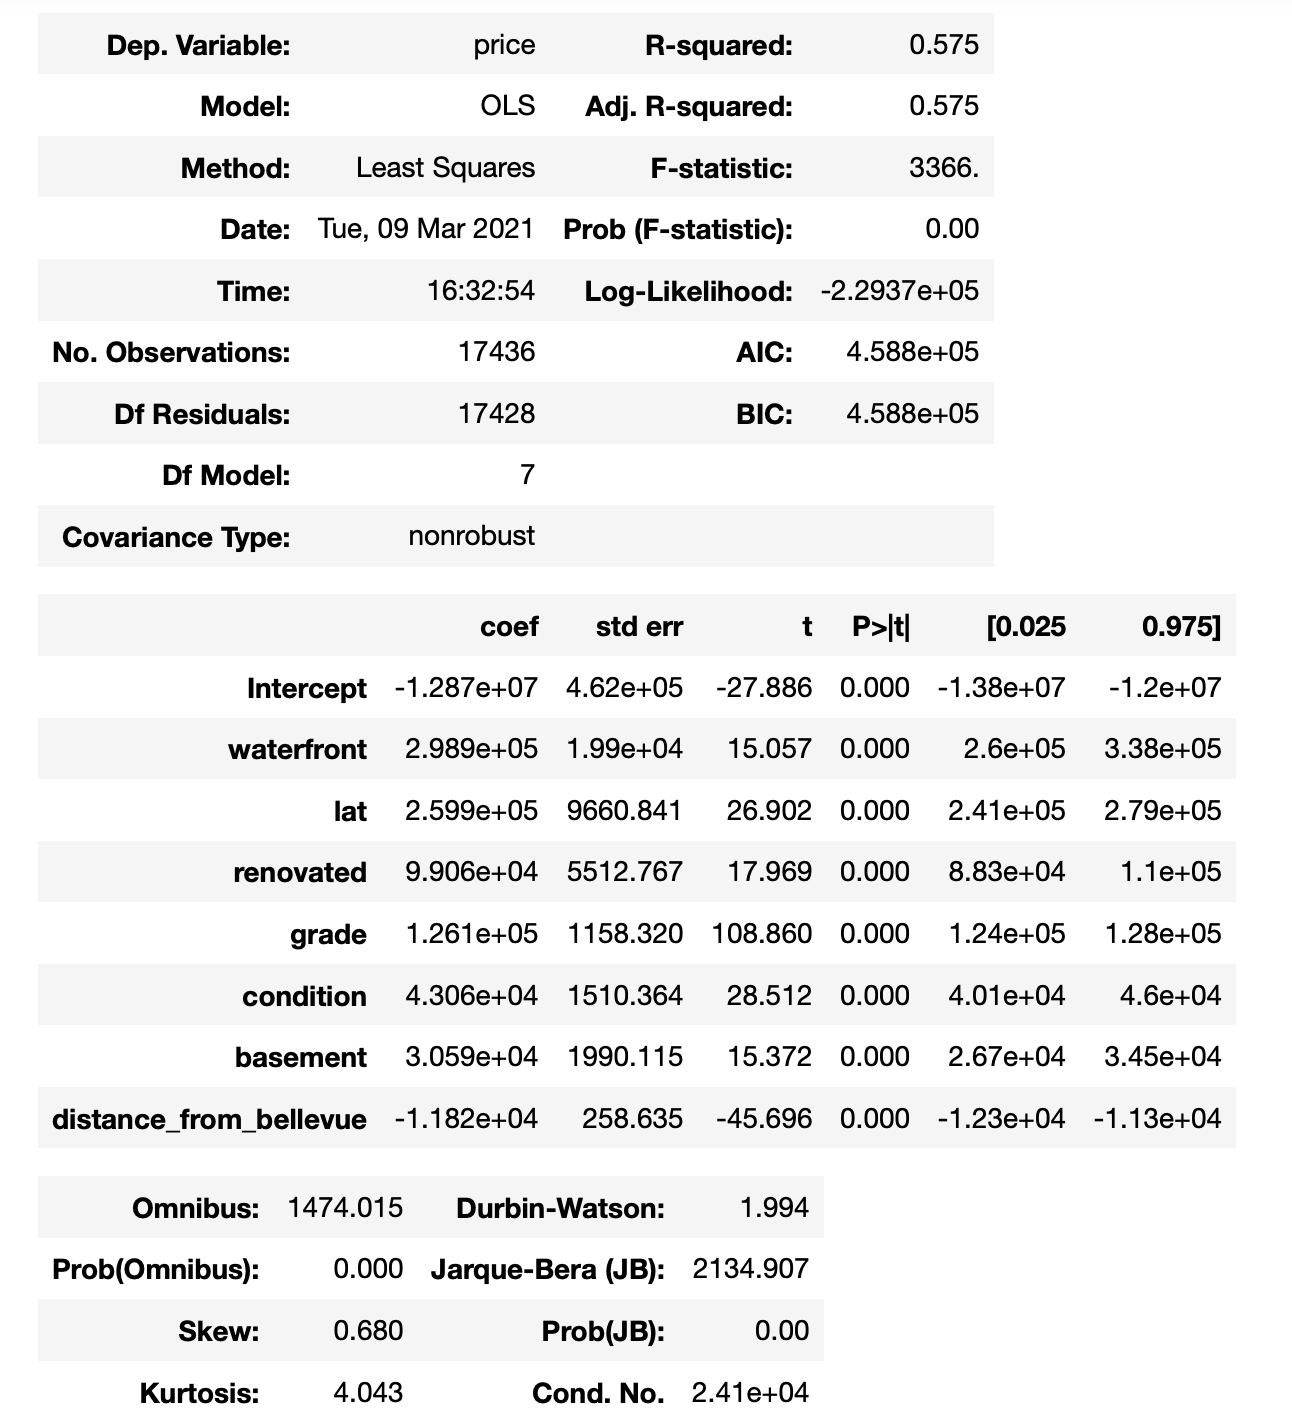 Dep. Variable: price R-squared: 0.575
Model: OLS Adj. R-squared: 0.575
Method: Least Squares F-statistic: 3366.
Date: Tue, 09 Mar 2021 Prob (F-statistic): 0.00
Time: 16:32:54 Log-Likelihood: -2.2937e+05
No. Observations: 17436 AIC: 4.588e+05
Df Residuals: 17428 BIC: 4.588e+05
Df Model: 7
Covariance Type: nonrobust
coef std err t P>|t| [0.025 0.975]
Intercept -1.287e+07 4.62e+05 -27.886 0.000 -1.38e+07 -1.2e+07
waterfront 2.989e+05 1.99e+04 15.057 0.000 2.6e+05 3.38e+05
lat 2.599e+05 9660.841 26.902 0.000 2.41e+05 2.79e+05
renovated 9.906e+04 5512.767 17.969 0.000 8.83e+04 1.1e+05
grade 1.261e+05 1158.320 108.860 0.000 1.24e+05 1.28e+05
condition 4.306e+04 1510.364 28.512 0.000 4.01e+04 4.6e+04
basement 3.059e+04 1990.115 15.372 0.000 2.67e+04 3.45e+04
distance_from_bellevue -1.182e+04 258.635 -45.696 0.000 -1.23e+04 -1.13e+04
Omnibus: 1474.015 Durbin-Watson: 1.994
Prob(Omnibus): 0.000 Jarque-Bera (JB): 2134.907
Skew: 0.680 Prob(JB): 0.00
Kurtosis: 4.043 Cond. No. 2.41e+04